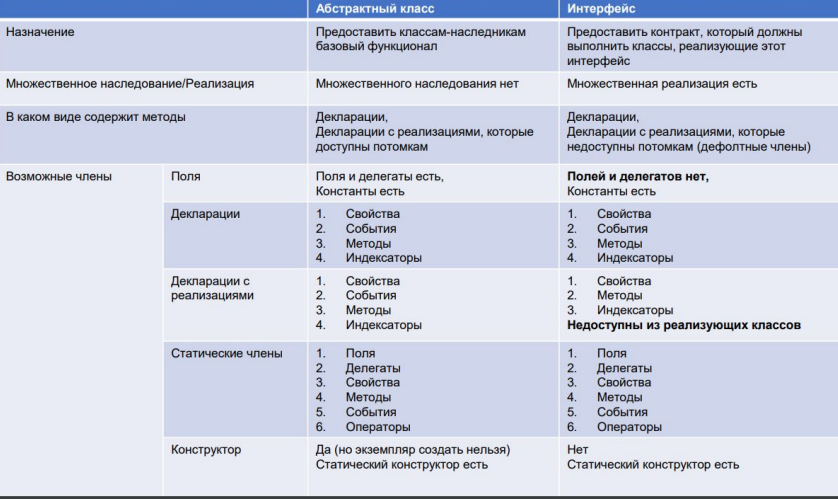 Абстрактный класс
Интерфейс
Назначение
Предоставить классам-наследникам
базовый функционал
Предоставить контракт, который должны
выполнить классы, реализующие этот
интерфейс
Множественное наследование/Реализация
Множественного наследования нет
Множественная реализация есть
В каком виде содержит методы
Декларации,
Декларации с реализациями, которые
доступны потомкам
Декларации,
Декларации с реализациями, которые
недоступны потомкам (дефолтные члены)
Возможные члены
Поля
Поля и делегаты есть,
Константы есть
Полей и делегатов нет,
Константы есть
Декларации
1. Свойства
2. События
3. Методы
4. Индексаторы
1. Свойства
2. События
3. Методы
4. Индексаторы
Декларации с
реализациями
1. Свойства
2. События
3. Методы
4. Индексаторы
1. Свойства
2. Методы
3. Индексаторы
Недоступны из реализующих классов
Статические члены
1. Поля
2. Делегаты
3. Свойства
4. Методы
5. События
6. Операторы
1. Поля
2. Делегаты
3. Свойства
4. Методы
5. События
6. Операторы
Конструктор
Да (но экземпляр создать нельзя)
Статический конструктор есть
Нет
Статический конструктор есть